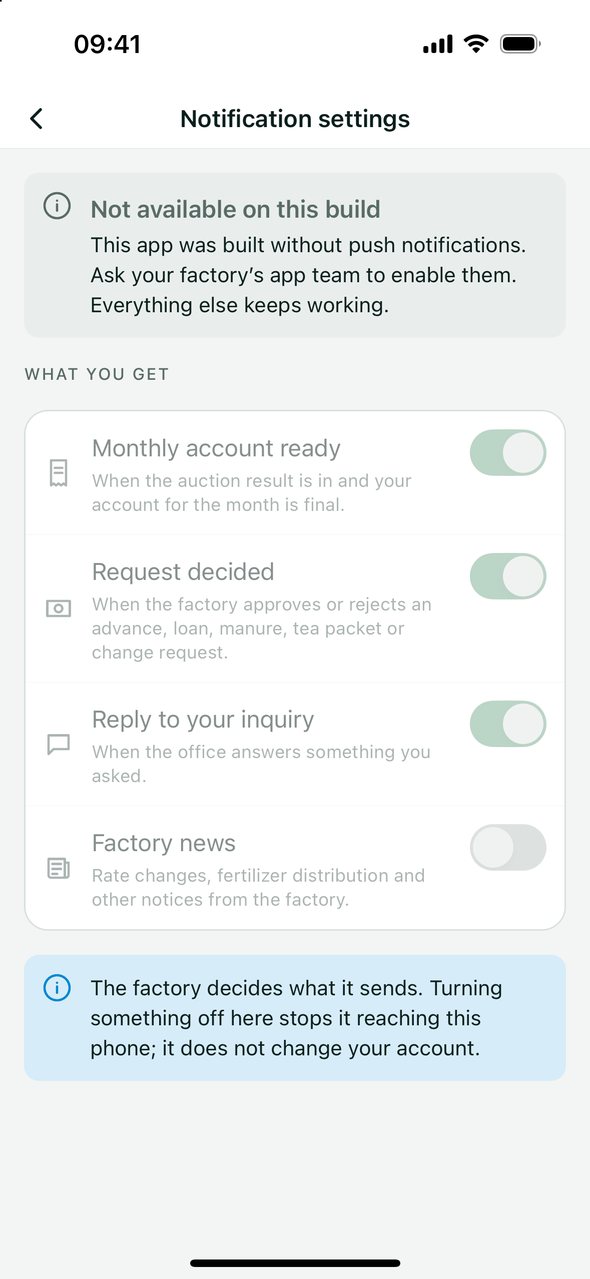 09:41
Notification settings
Not available on this build
This app was built without push notifications.
Ask your factory’s app team to enable them.
Everything else keeps working.
WHAT YOU GET
Monthly account ready
When the auction result is in and your
account for the month is final.
Request decided
When the factory approves or rejects an
advance, loan, manure, tea packet or
change request.
Reply to your inquiry
When the office answers something you
asked.
Factory news
Rate changes, fertilizer distribution and
other notices from the factory.
The factory decides what it sends. Turning
something off here stops it reaching this
phone; it does not change your account.